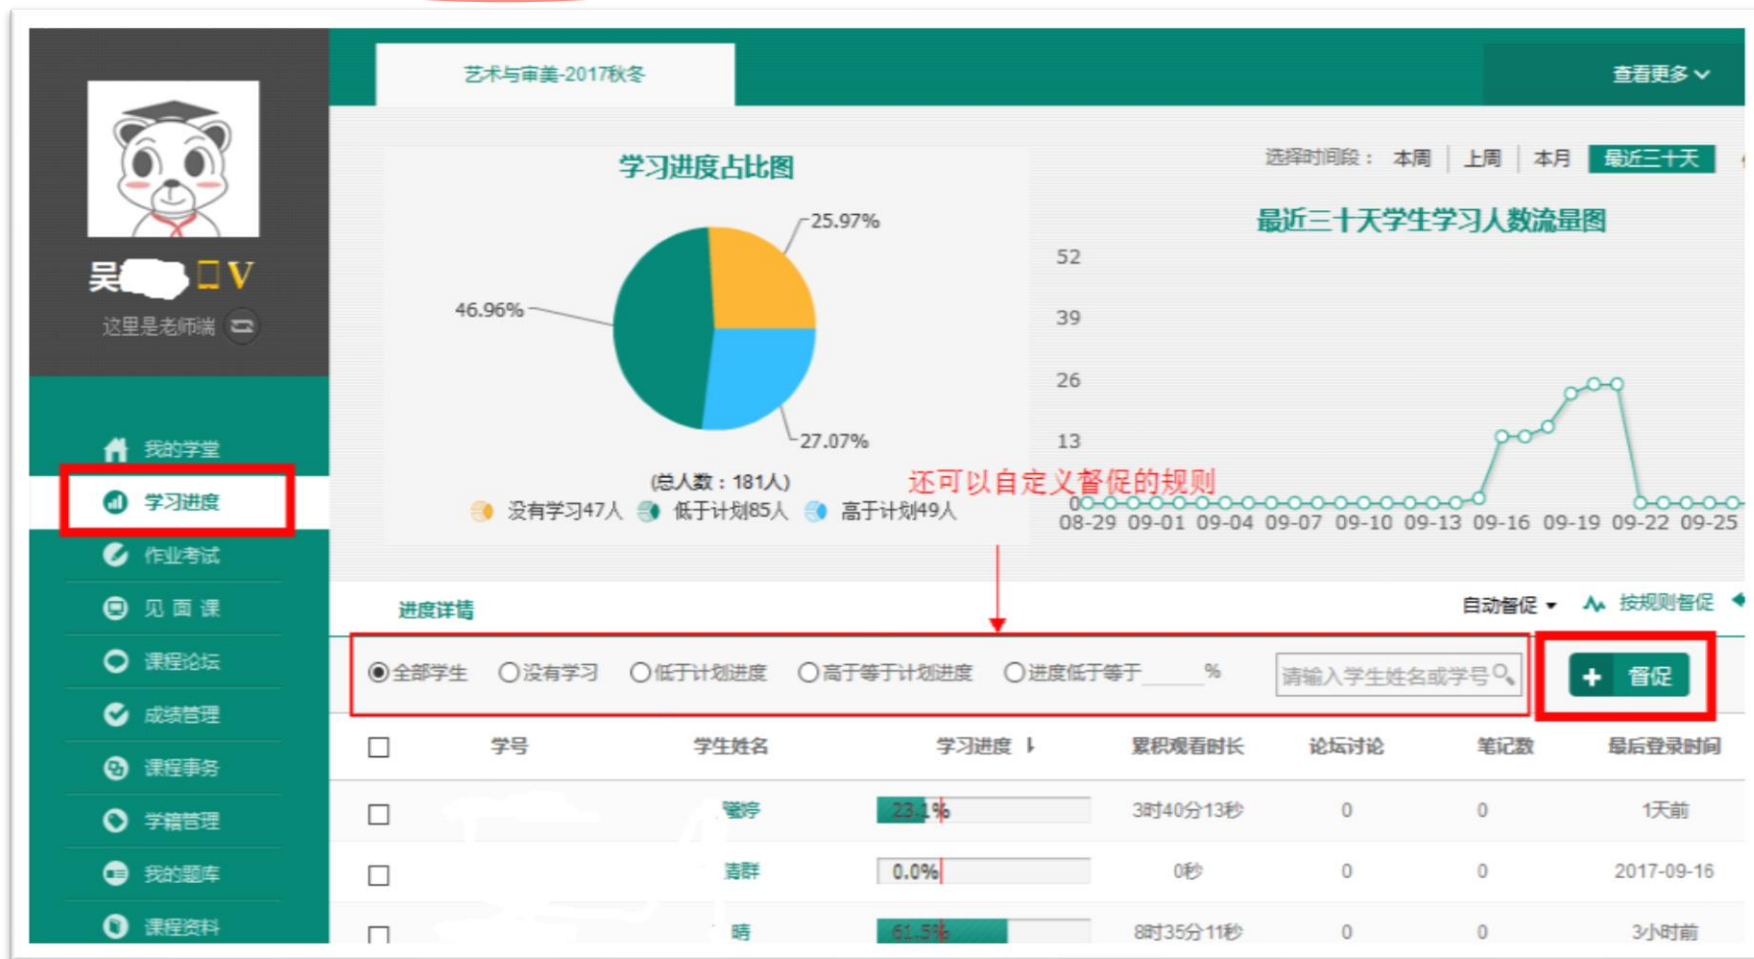 艺术与审美-2017秋冬
查看更多
吴
V
这里是老师端
我的学堂
学习进度
作业考试
见面课
课程论坛
成绩管理
课程事务
学籍管理
我的题库
课程资料
学习进度占比图
25.97%
46.96%
27.07%
(总人数：181人)
没有学习47人 低于计划85人 高于计划49人
选择时间段： 本周 上周 本月 最近三十天
最近三十天学生学习人数流量图
52
39
26
13
0
08-29 09-01 09-04 09-07 09-10 09-13 09-16 09-19 09-22 09-25
还可以自定义督促的规则
进度详情
自动督促 按规则督促
全部学生 没有学习 低于计划进度 高于等于计划进度 进度低于等于 %
请输入学生姓名或学号
+ 督促
学号 学生姓名 学习进度 累积观看时长 论坛讨论 笔记数 最后登录时间
婷 23.1% 3时40分13秒 0 0 1天前
清群 0.0% 0秒 0 0 2017-09-16
晴 61.5% 8时35分11秒 0 0 3小时前